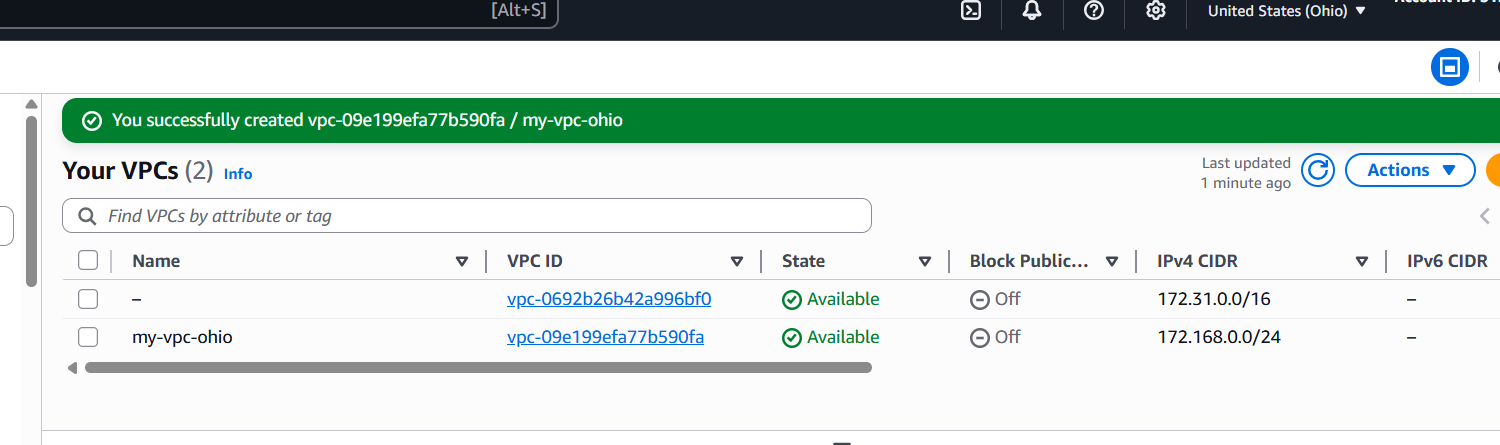 [Alt+S]
United States (Ohio)
You successfully created vpc-09e199efa77b590fa / my-vpc-ohio
Your VPCs (2) Info
Last updated
1 minute ago
Actions
Find VPCs by attribute or tag
Name VPC ID State Block Public... IPv4 CIDR IPv6 CIDR
– vpc-0692b26b42a996bf0 Available Off 172.31.0.0/16 –
my-vpc-ohio vpc-09e199efa77b590fa Available Off 172.168.0.0/24 –